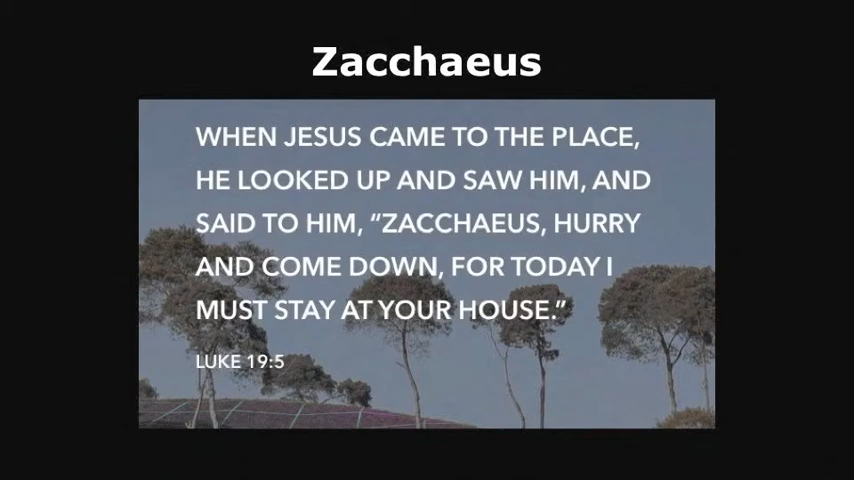 Zacchaeus
WHEN JESUS CAME TO THE PLACE,
HE LOOKED UP AND SAW HIM, AND
SAID TO HIM, “ZACCHAEUS, HURRY
AND COME DOWN, FOR TODAY I
MUST STAY AT YOUR HOUSE.”
LUKE 19:5